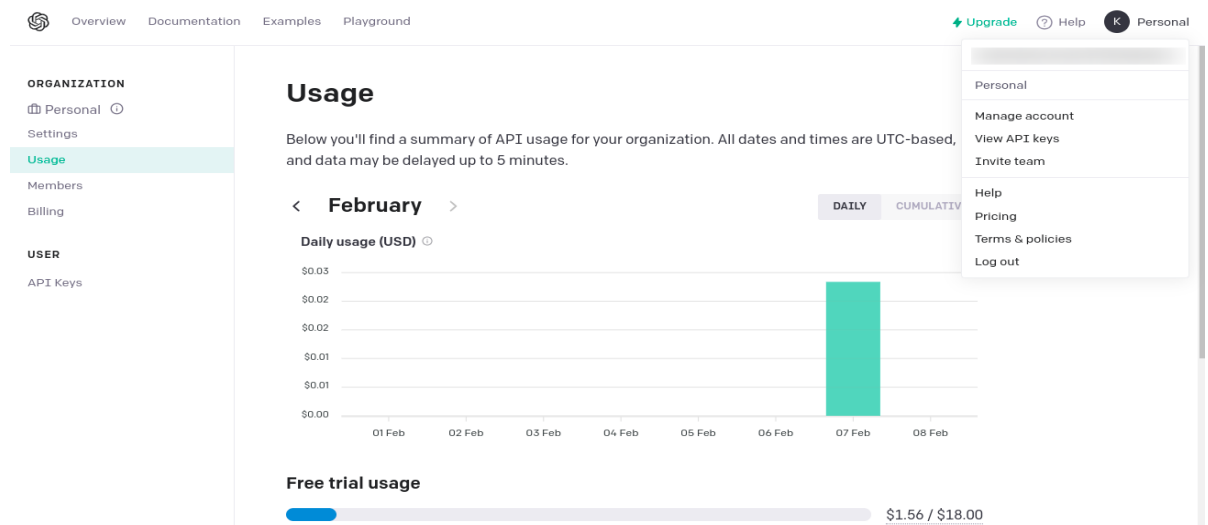 Overview Documentation Examples Playground
Upgrade Help K Personal
ORGANIZATION
Personal
Settings
Usage
Members
Billing
USER
API Keys
Usage
Below you'll find a summary of API usage for your organization. All dates and times are UTC-based,
and data may be delayed up to 5 minutes.
February
DAILY
Daily usage (USD)
$0.03
$0.02
$0.02
$0.01
$0.01
$0.00
01 Feb 02 Feb 03 Feb 04 Feb 05 Feb 06 Feb 07 Feb 08 Feb
Free trial usage
$1.56 / $18.00
Personal
Manage account
View API keys
Invite team
Help
Pricing
Terms & policies
Log out